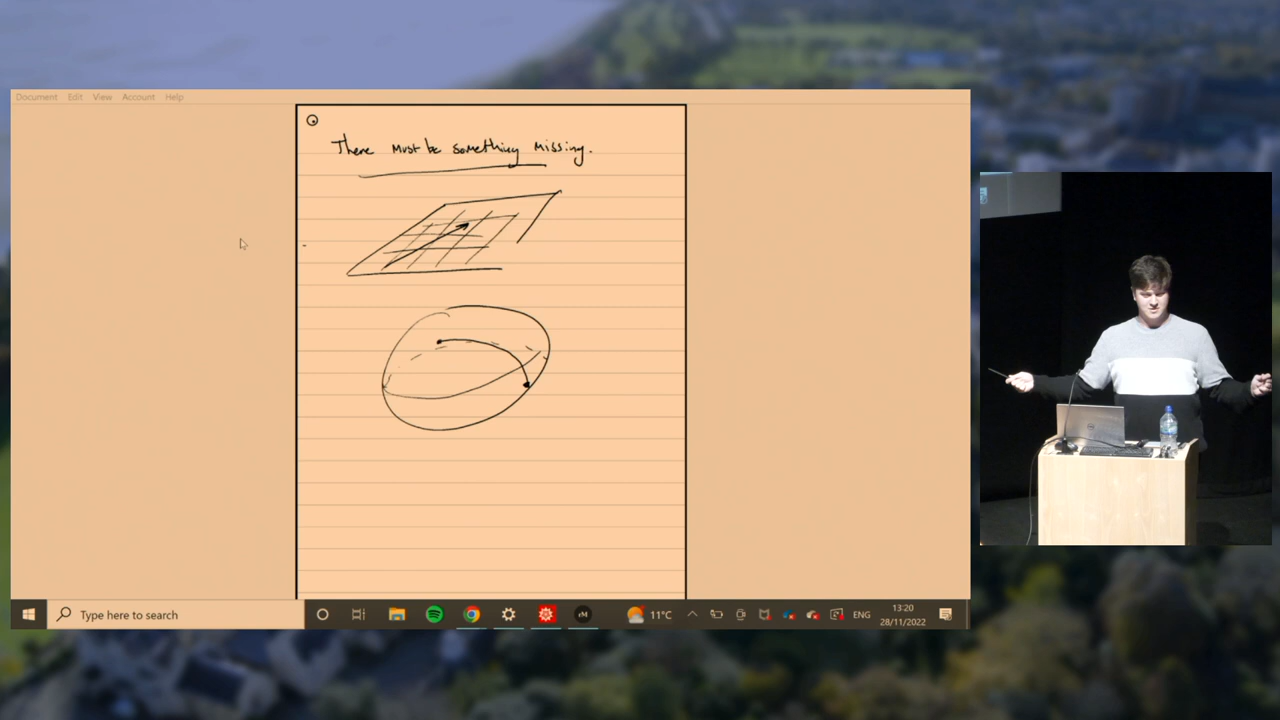 Document Edit View Account Help
There must be something missing.
Type here to search
rM
11°C
ENG
13:20
28/11/2022